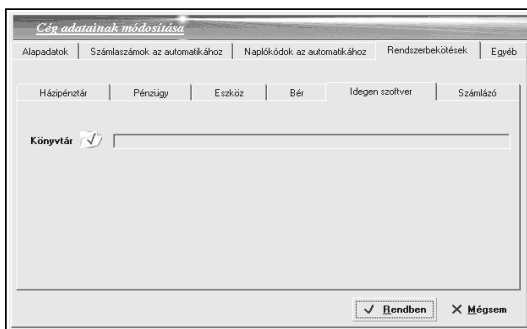 Cég adatainak módosítása
Alapadatok Számlaszámok az automatikához Naplókódok az automatikához Rendszerbekötések Egyéb
Házipénztár Pénzügy Eszköz Bér Idegen szoftver Számlázó
Könyvtár
Rendben Mégsem